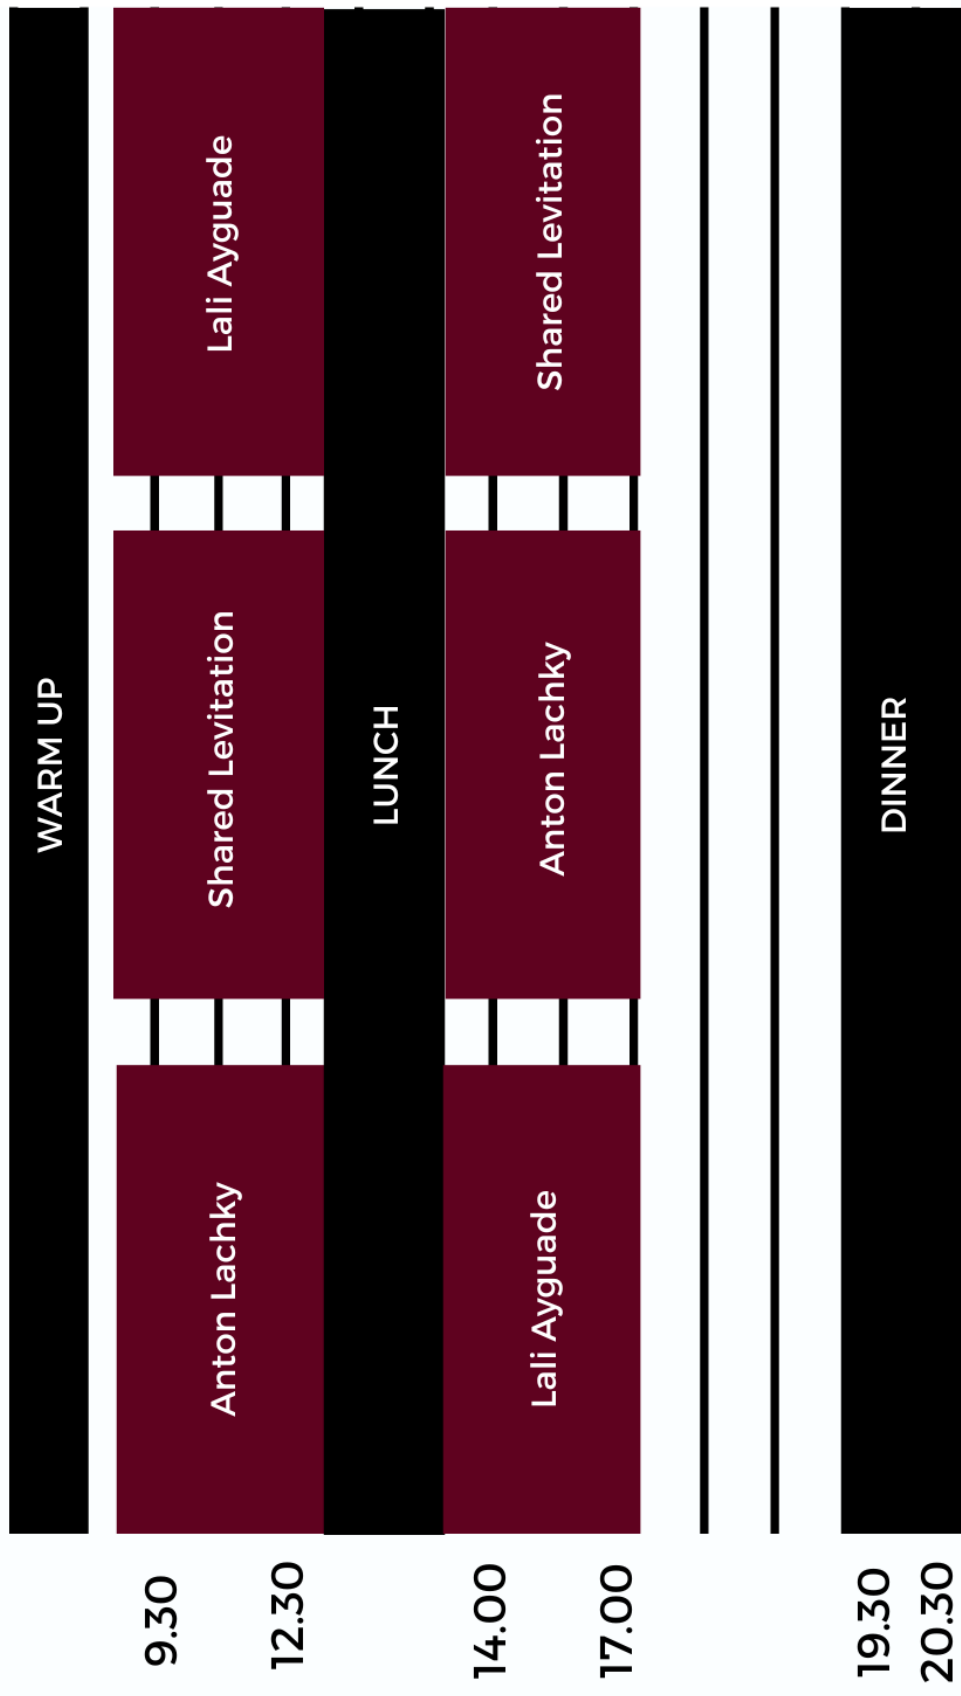 WARM UP
9.30
Anton Lachky
Shared Levitation
Lali Ayguade
12.30
LUNCH
14.00
Lali Ayguade
Anton Lachky
Shared Levitation
17.00
19.30
DINNER
20.30